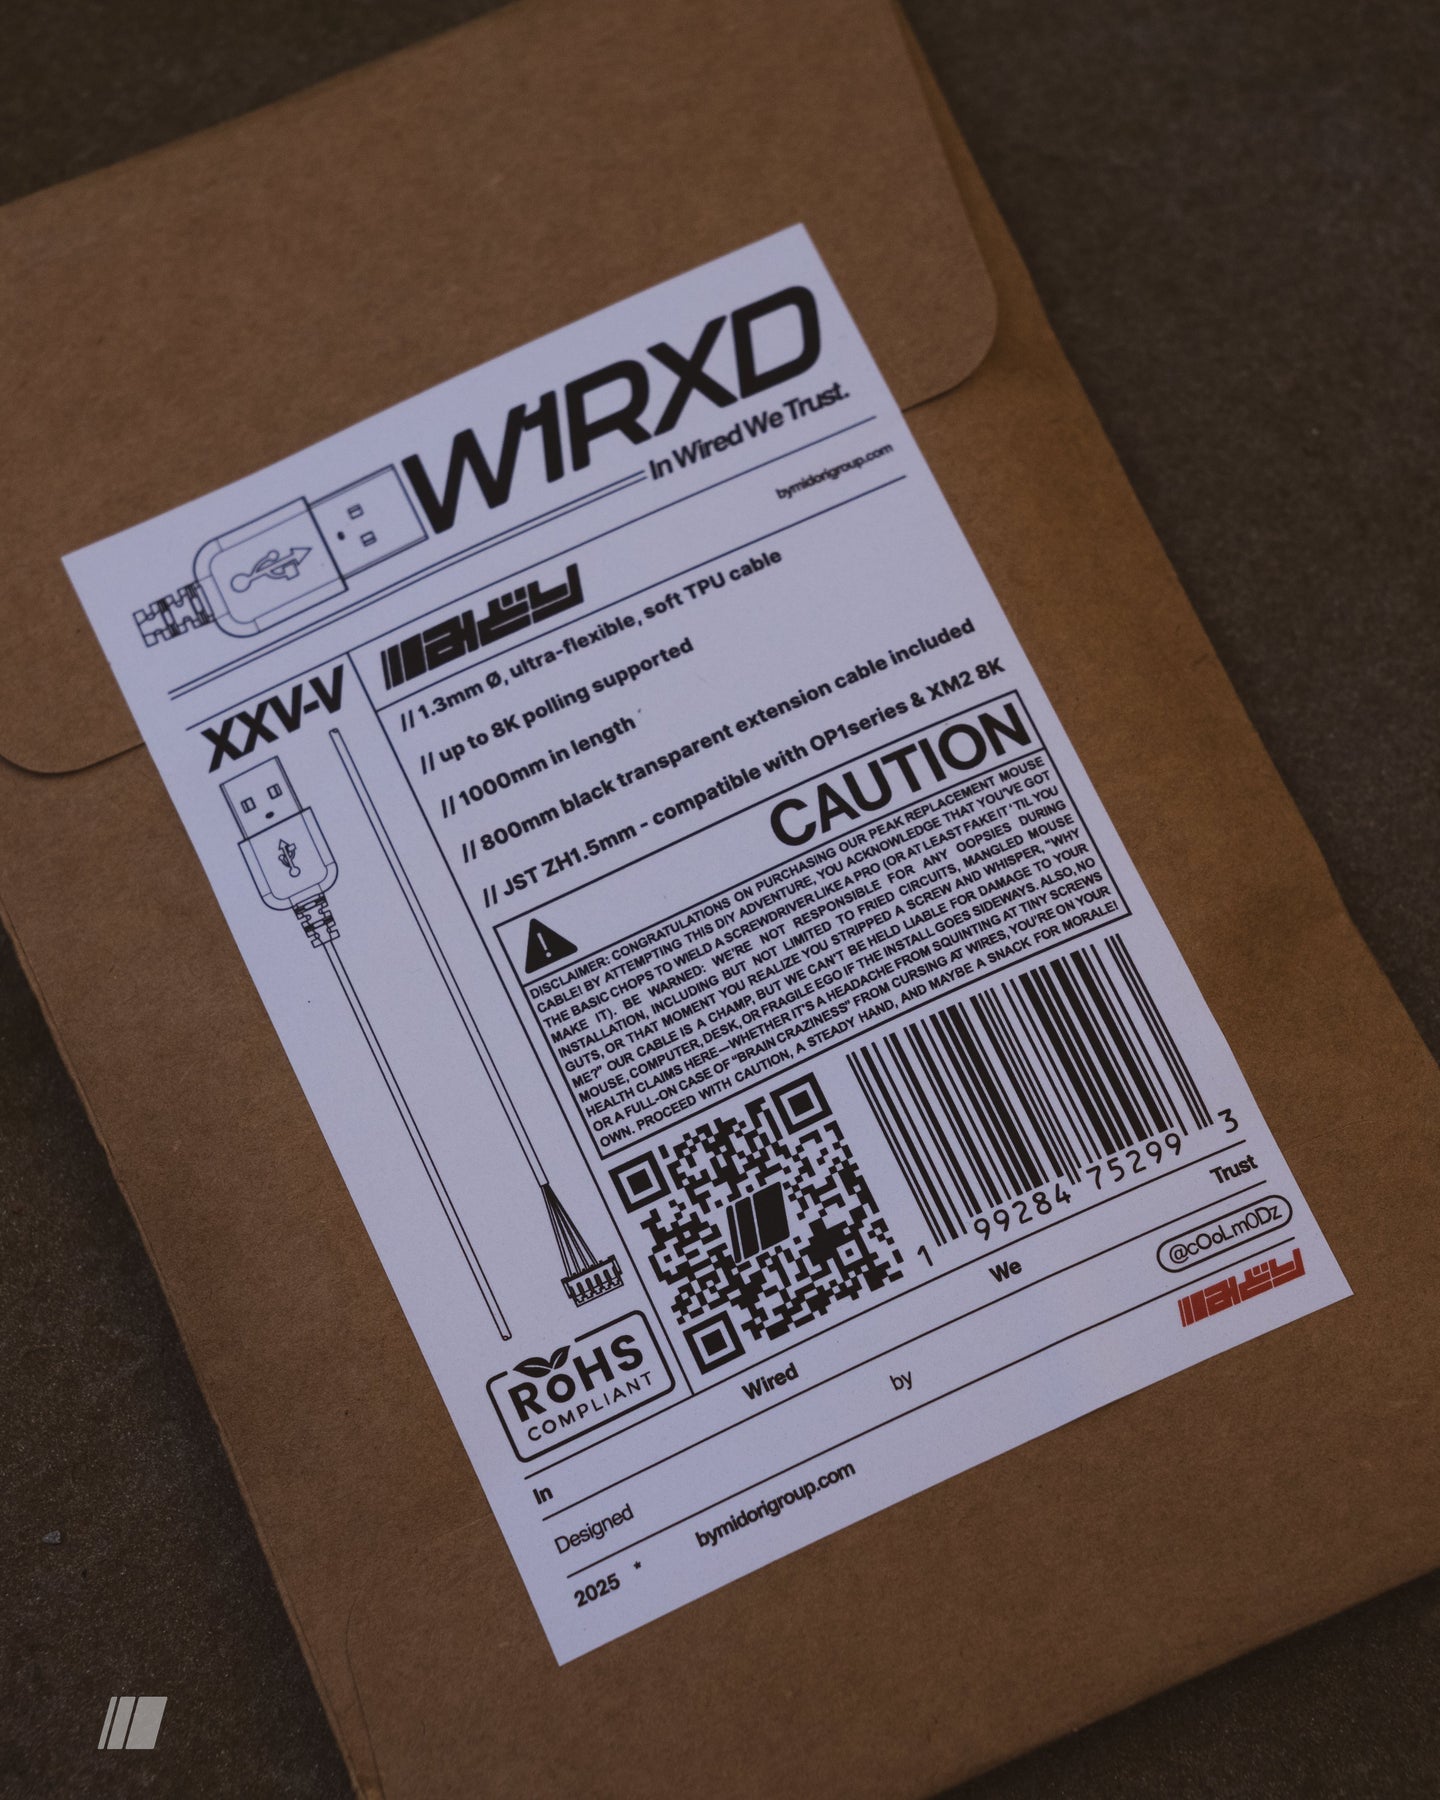 W1RXD
In Wired We Trust.
bymidorigroup.com
XXV-V
// 1.3mm Ø, ultra-flexible, soft TPU cable
// up to 8K polling supported
// 1000mm in length
// 800mm black transparent extension cable included
// JST ZH1.5mm - compatible with OP1series & XM2 8K
CAUTION
DISCLAIMER: CONGRATULATIONS ON PURCHASING OUR PEAK REPLACEMENT MOUSE
CABLE! BY ATTEMPTING THIS DIY ADVENTURE, YOU ACKNOWLEDGE THAT YOU'VE GOT
THE BASIC CHOPS TO WIELD A SCREWDRIVER LIKE A PRO (OR AT LEAST FAKE IT 'TIL YOU
MAKE IT). BE WARNED: WE'RE NOT RESPONSIBLE FOR ANY OOPSIES DURING
INSTALLATION, INCLUDING BUT NOT LIMITED TO FRIED CIRCUITS, MANGLED MOUSE
GUTS, OR THAT MOMENT YOU REALIZE YOU STRIPPED A SCREW AND WHISPER, "WHY
ME?" OUR CABLE IS A CHAMP, BUT WE CAN'T BE HELD LIABLE FOR DAMAGE TO YOUR
MOUSE, COMPUTER, DESK, OR FRAGILE EGO IF THE INSTALL GOES SIDEWAYS. ALSO, NO
HEALTH CLAIMS HERE—WHETHER IT'S A HEADACHE FROM SQUINTING AT TINY SCREWS
OR A FULL-ON CASE OF "BRAIN CRAZINESS" FROM CURSING AT WIRES, YOU'RE ON YOUR
OWN. PROCEED WITH CAUTION, A STEADY HAND, AND MAYBE A SNACK FOR MORALE!
1 99284 75299 3
RoHS
COMPLIANT
In Wired We Trust
Designed by @cOoLm0Dz
2025 * bymidorigroup.com